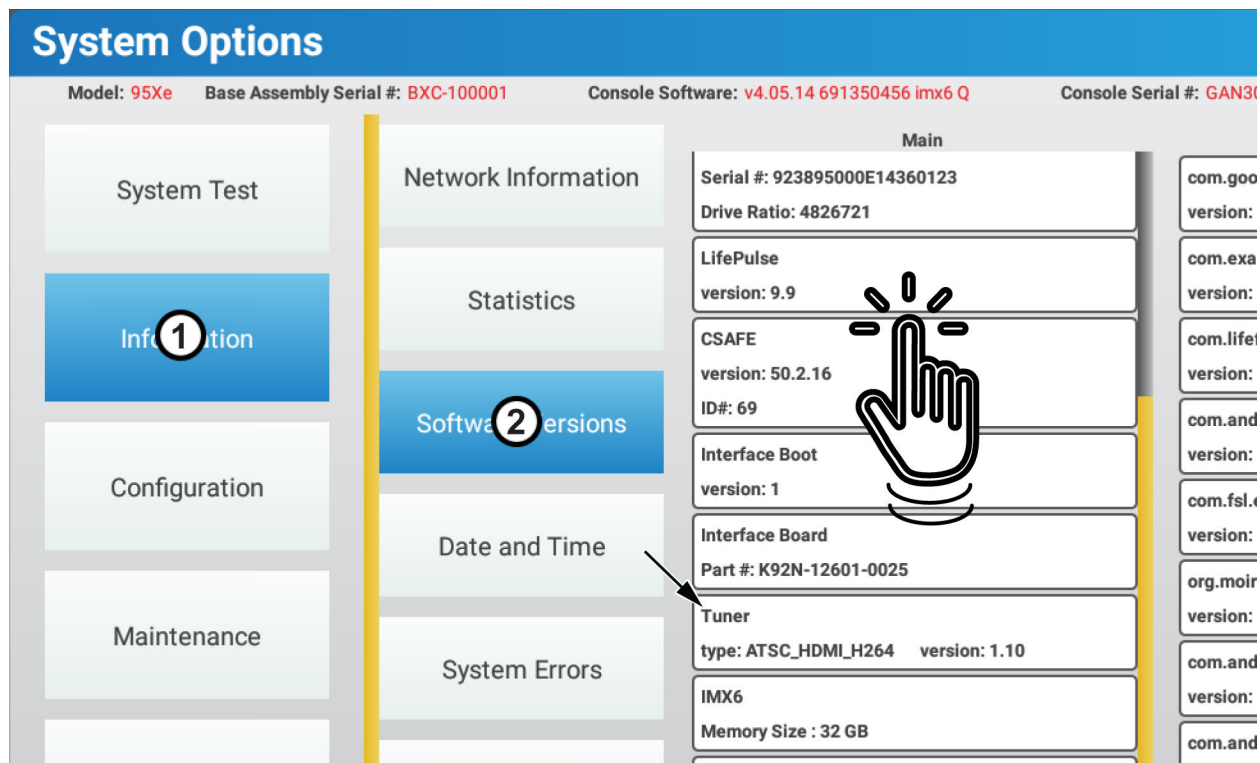 System Options
Model: 95Xe Base Assembly Serial #: BXC-100001 Console Software: v4.05.14 691350456 imx6 Q Console Serial #: GAN30
System Test
1
Configuration
Maintenance
Network Information
Statistics
2
Date and Time
System Errors
Main
Serial #: 923895000E14360123
Drive Ratio: 4826721
LifePulse
version: 9.9
CSAFE
version: 50.2.16
ID#: 69
Interface Boot
version: 1
Interface Board
Part #: K92N-12601-0025
Tuner
type: ATSC_HDMI_H264 version: 1.10
IMX6
Memory Size : 32 GB
com.goo
version:
com.exa
version:
com.lifef
version:
com.and
version:
com.fsl.e
version:
org.moir
version:
com.and
version:
com.and